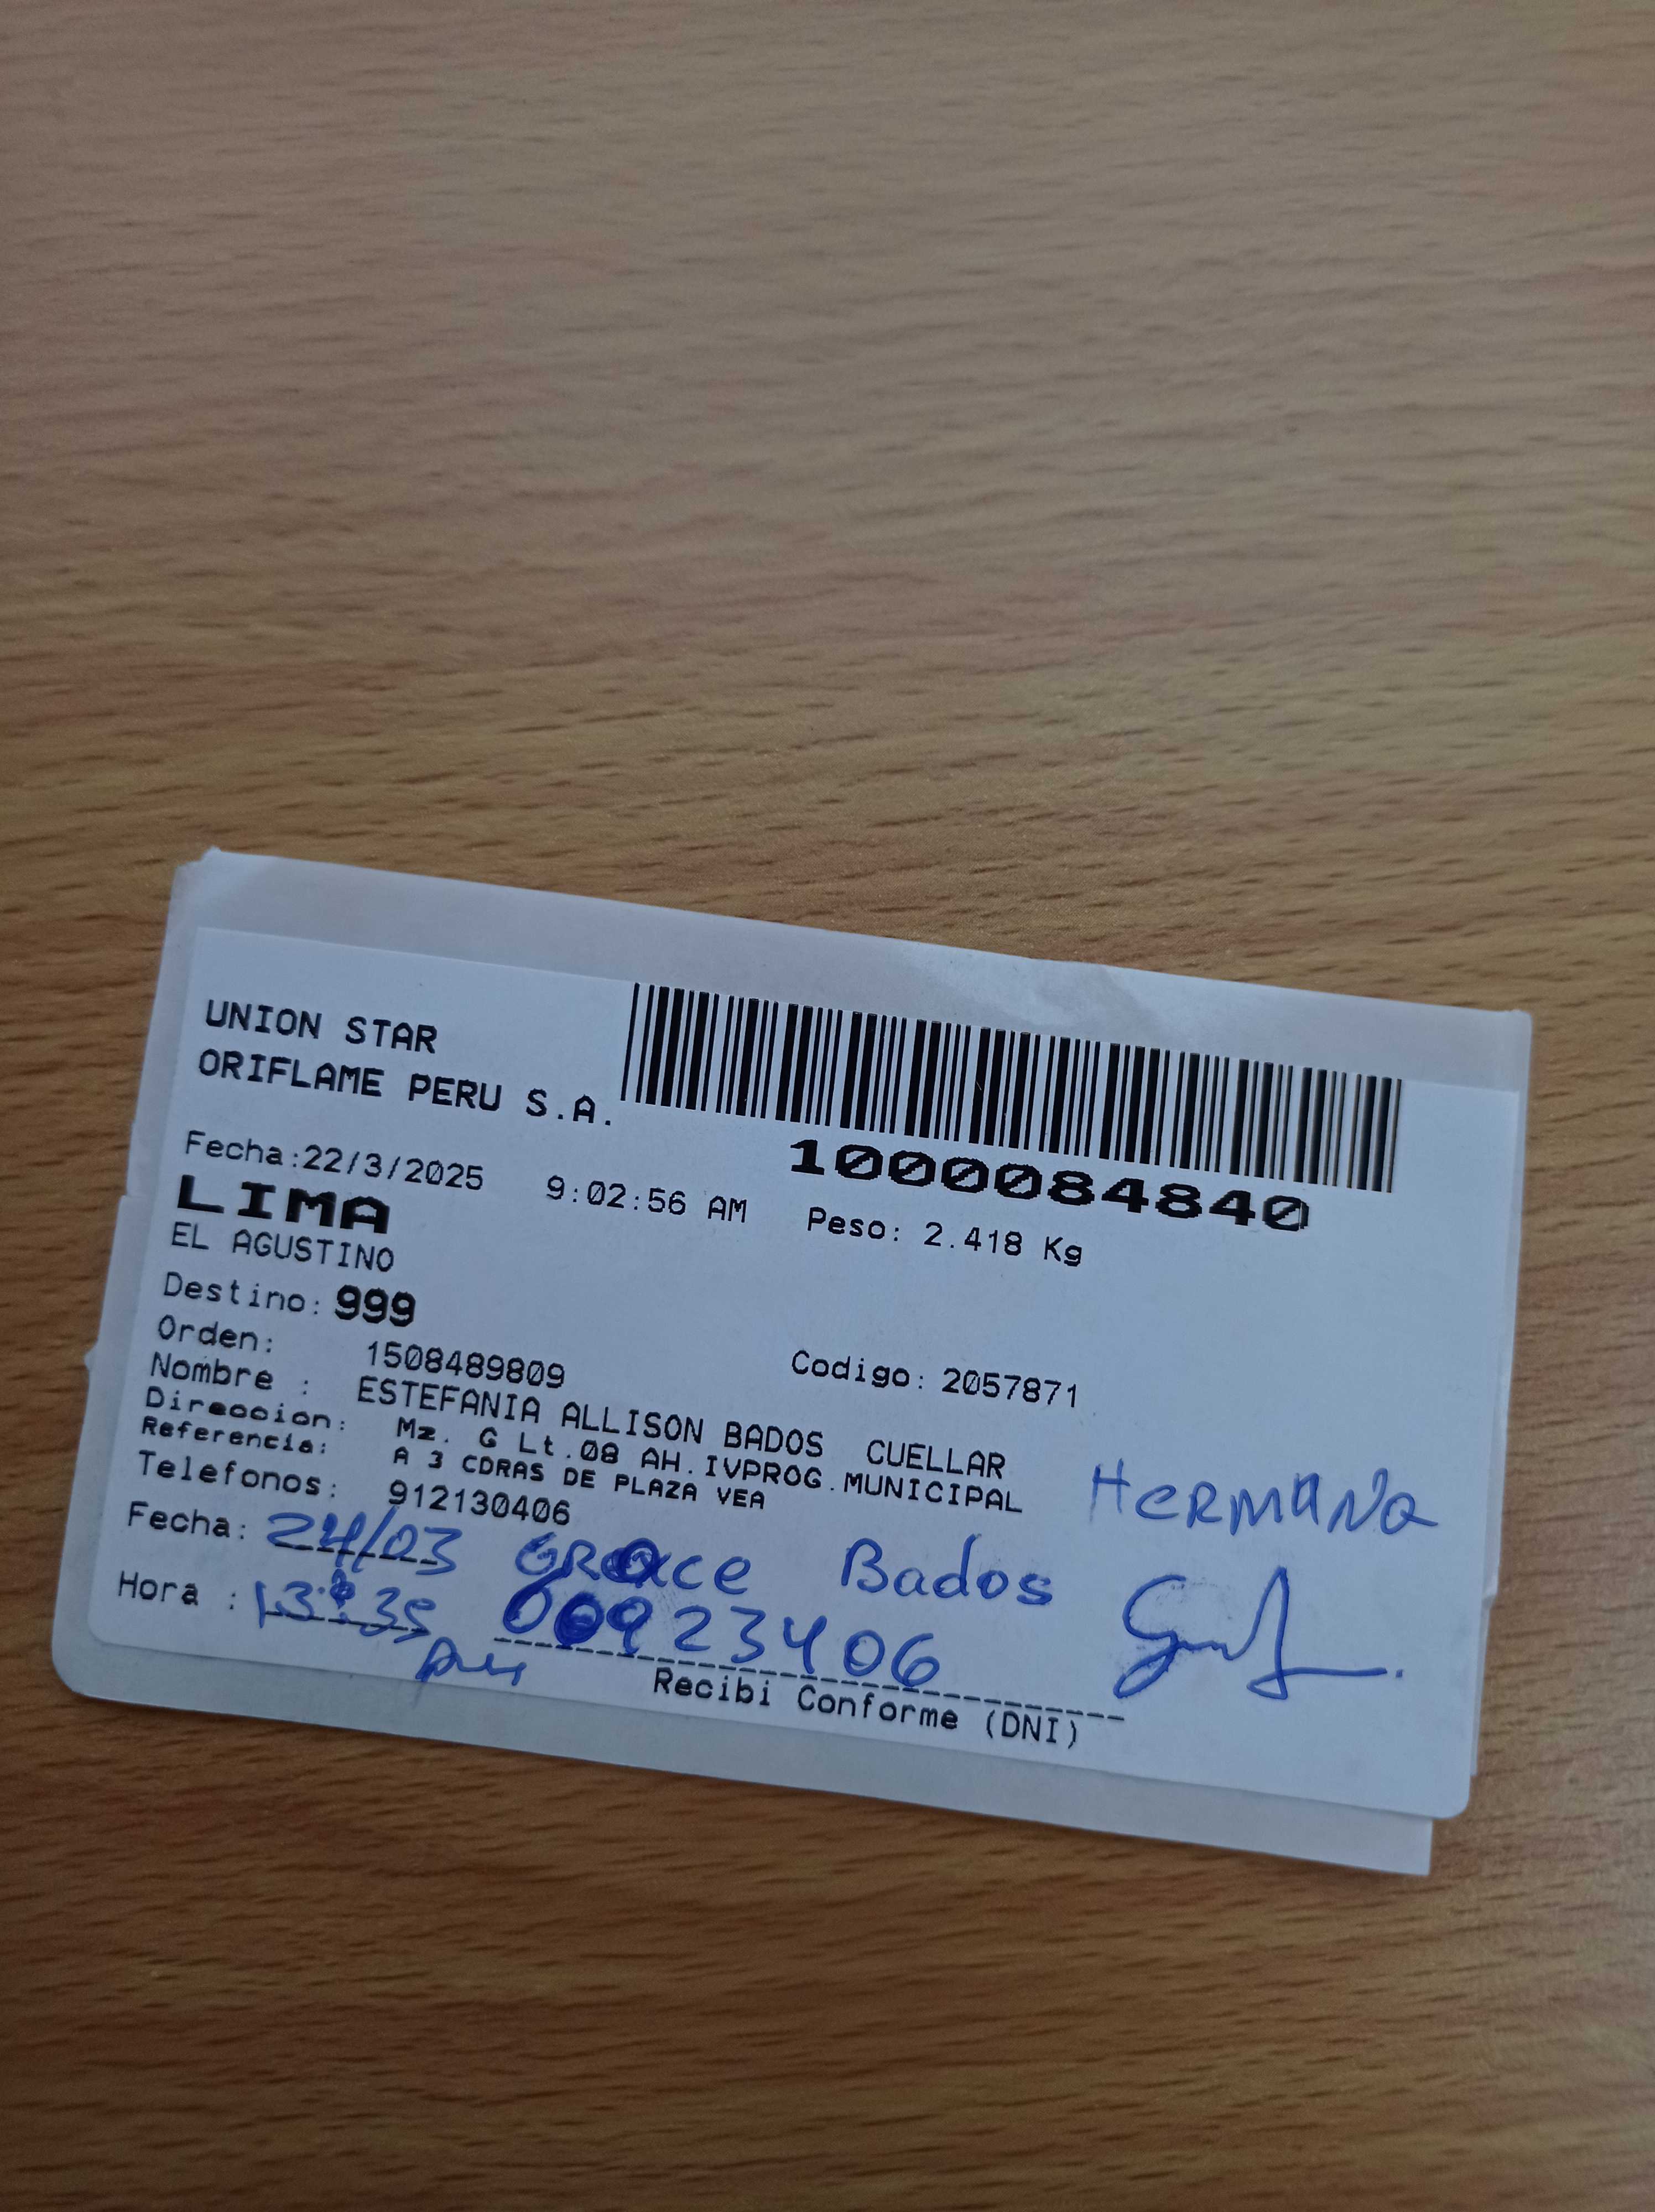 UNION STAR
ORIFLAME PERU S.A.
1000084840
Fecha:22/3/2025 9:02:56 AM Peso: 2.418 Kg
LIMA
EL AGUSTINO
Destino: 999
Orden: 1508489809 Codigo: 2057871
Nombre : ESTEFANIA ALLISON BADOS CUELLAR
Direccion: Mz. G Lt.08 AH.IVPROG.MUNICIPAL
Referencia: A 3 CDRAS DE PLAZA VEA
Telefonos: 912130406
HERMANA
Fecha: 24/03 GRACE Bados
Hora : 13:35 00923406
Recibi Conforme (DNI)